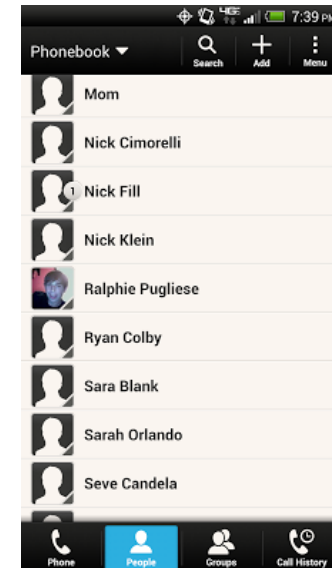 4G 7:39 PM
Phonebook
Search Add Menu
Mom
Nick Cimorelli
1
Nick Fill
Nick Klein
Ralphie Pugliese
Ryan Colby
Sara Blank
Sarah Orlando
Seve Candela
Phone People Groups Call History